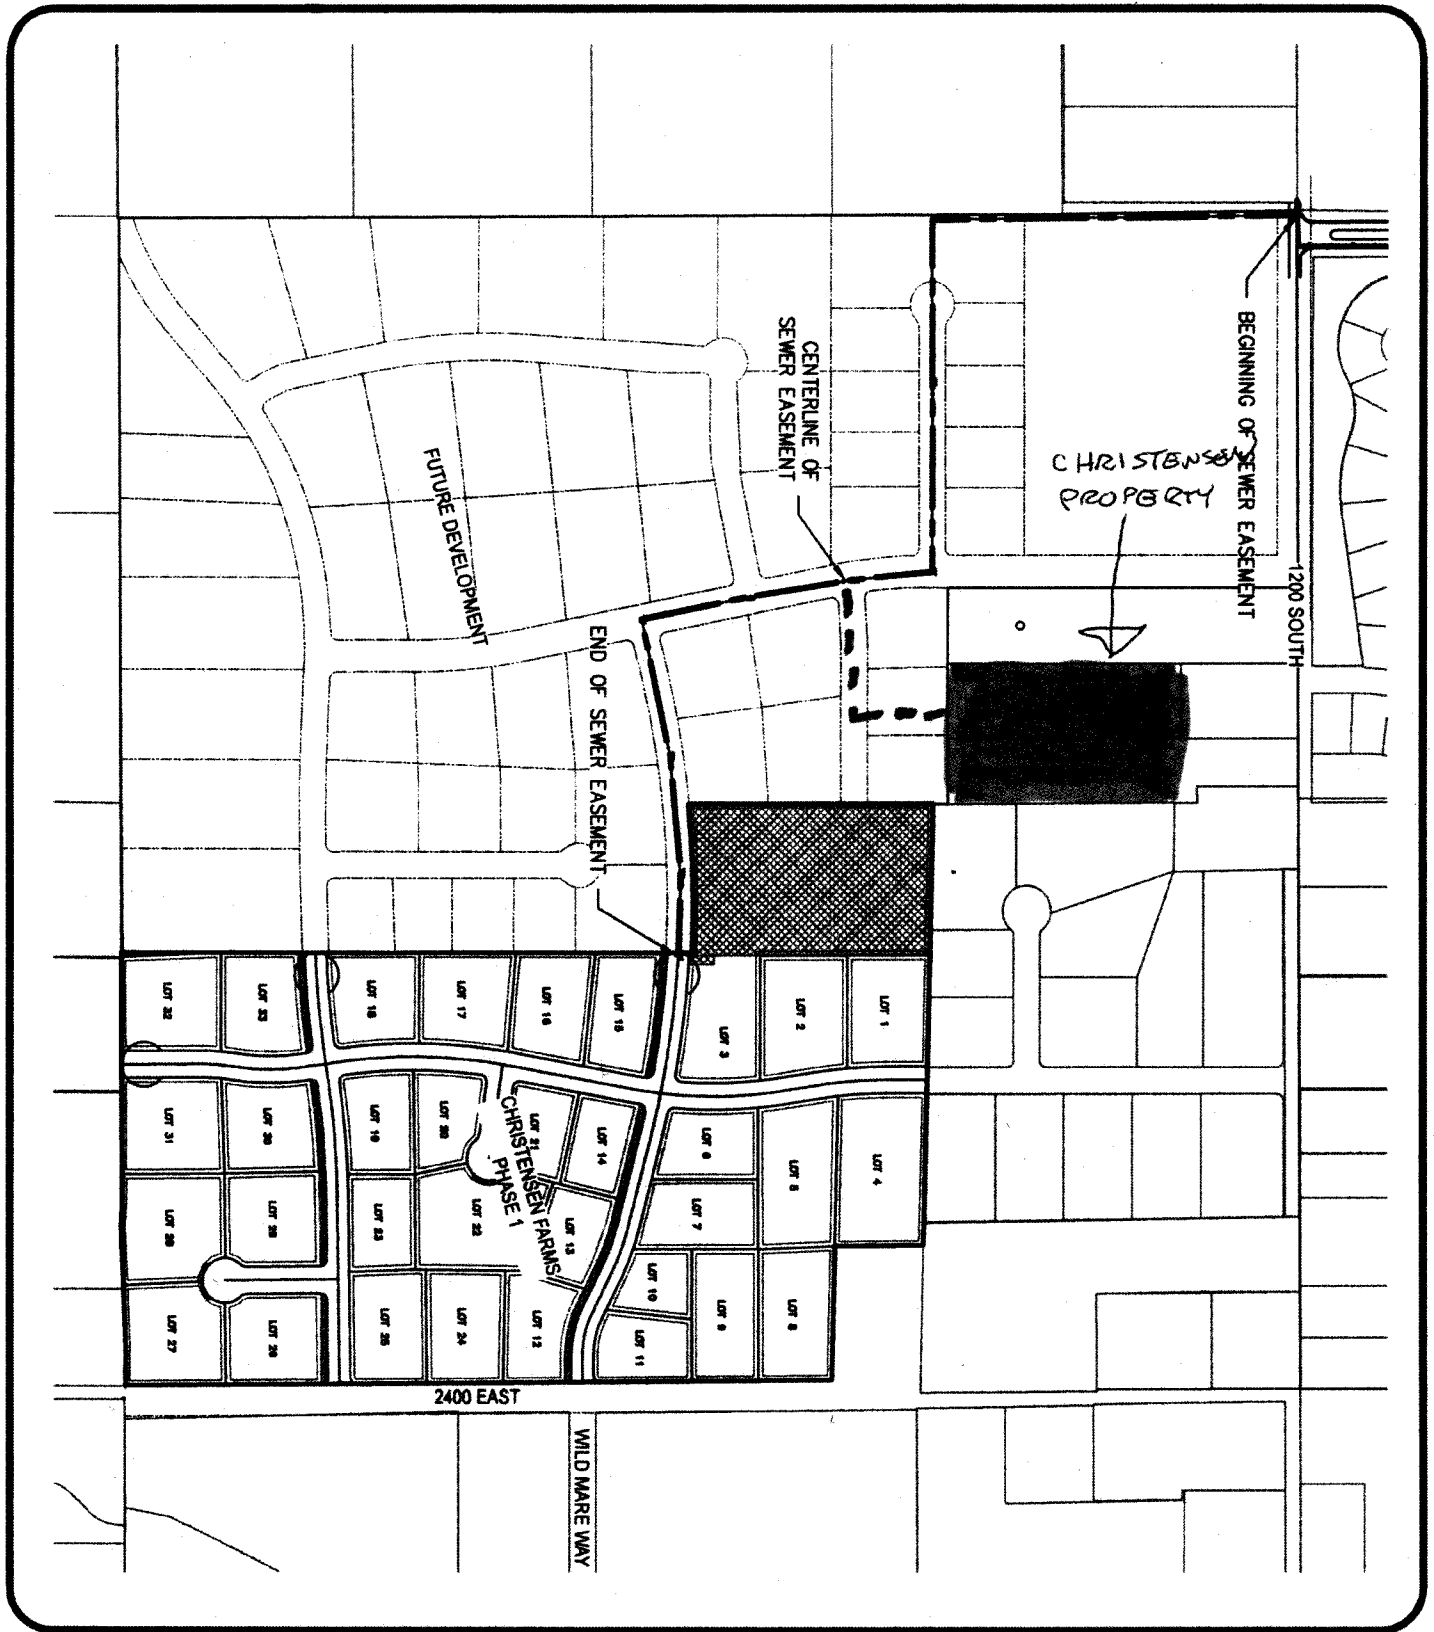 BEGINNING OF SEWER EASEMENT
1200 SOUTH
CHRISTENSEN
PROPERTY
CENTERLINE OF
SEWER EASEMENT
FUTURE DEVELOPMENT
END OF SEWER EASEMENT
LOT 1
LOT 2
LOT 3
LOT 15
LOT 16
LOT 17
LOT 18
LOT 33
LOT 32
LOT 4
LOT 5
LOT 6
LOT 14
LOT 21
LOT 20
LOT 19
LOT 30
LOT 31
CHRISTENSEN FARMS
PHASE 1
LOT 7
LOT 13
LOT 22
LOT 23
LOT 29
LOT 28
LOT 8
LOT 9
LOT 10
LOT 11
LOT 12
LOT 24
LOT 25
LOT 26
LOT 27
2400 EAST
WILD MARE WAY